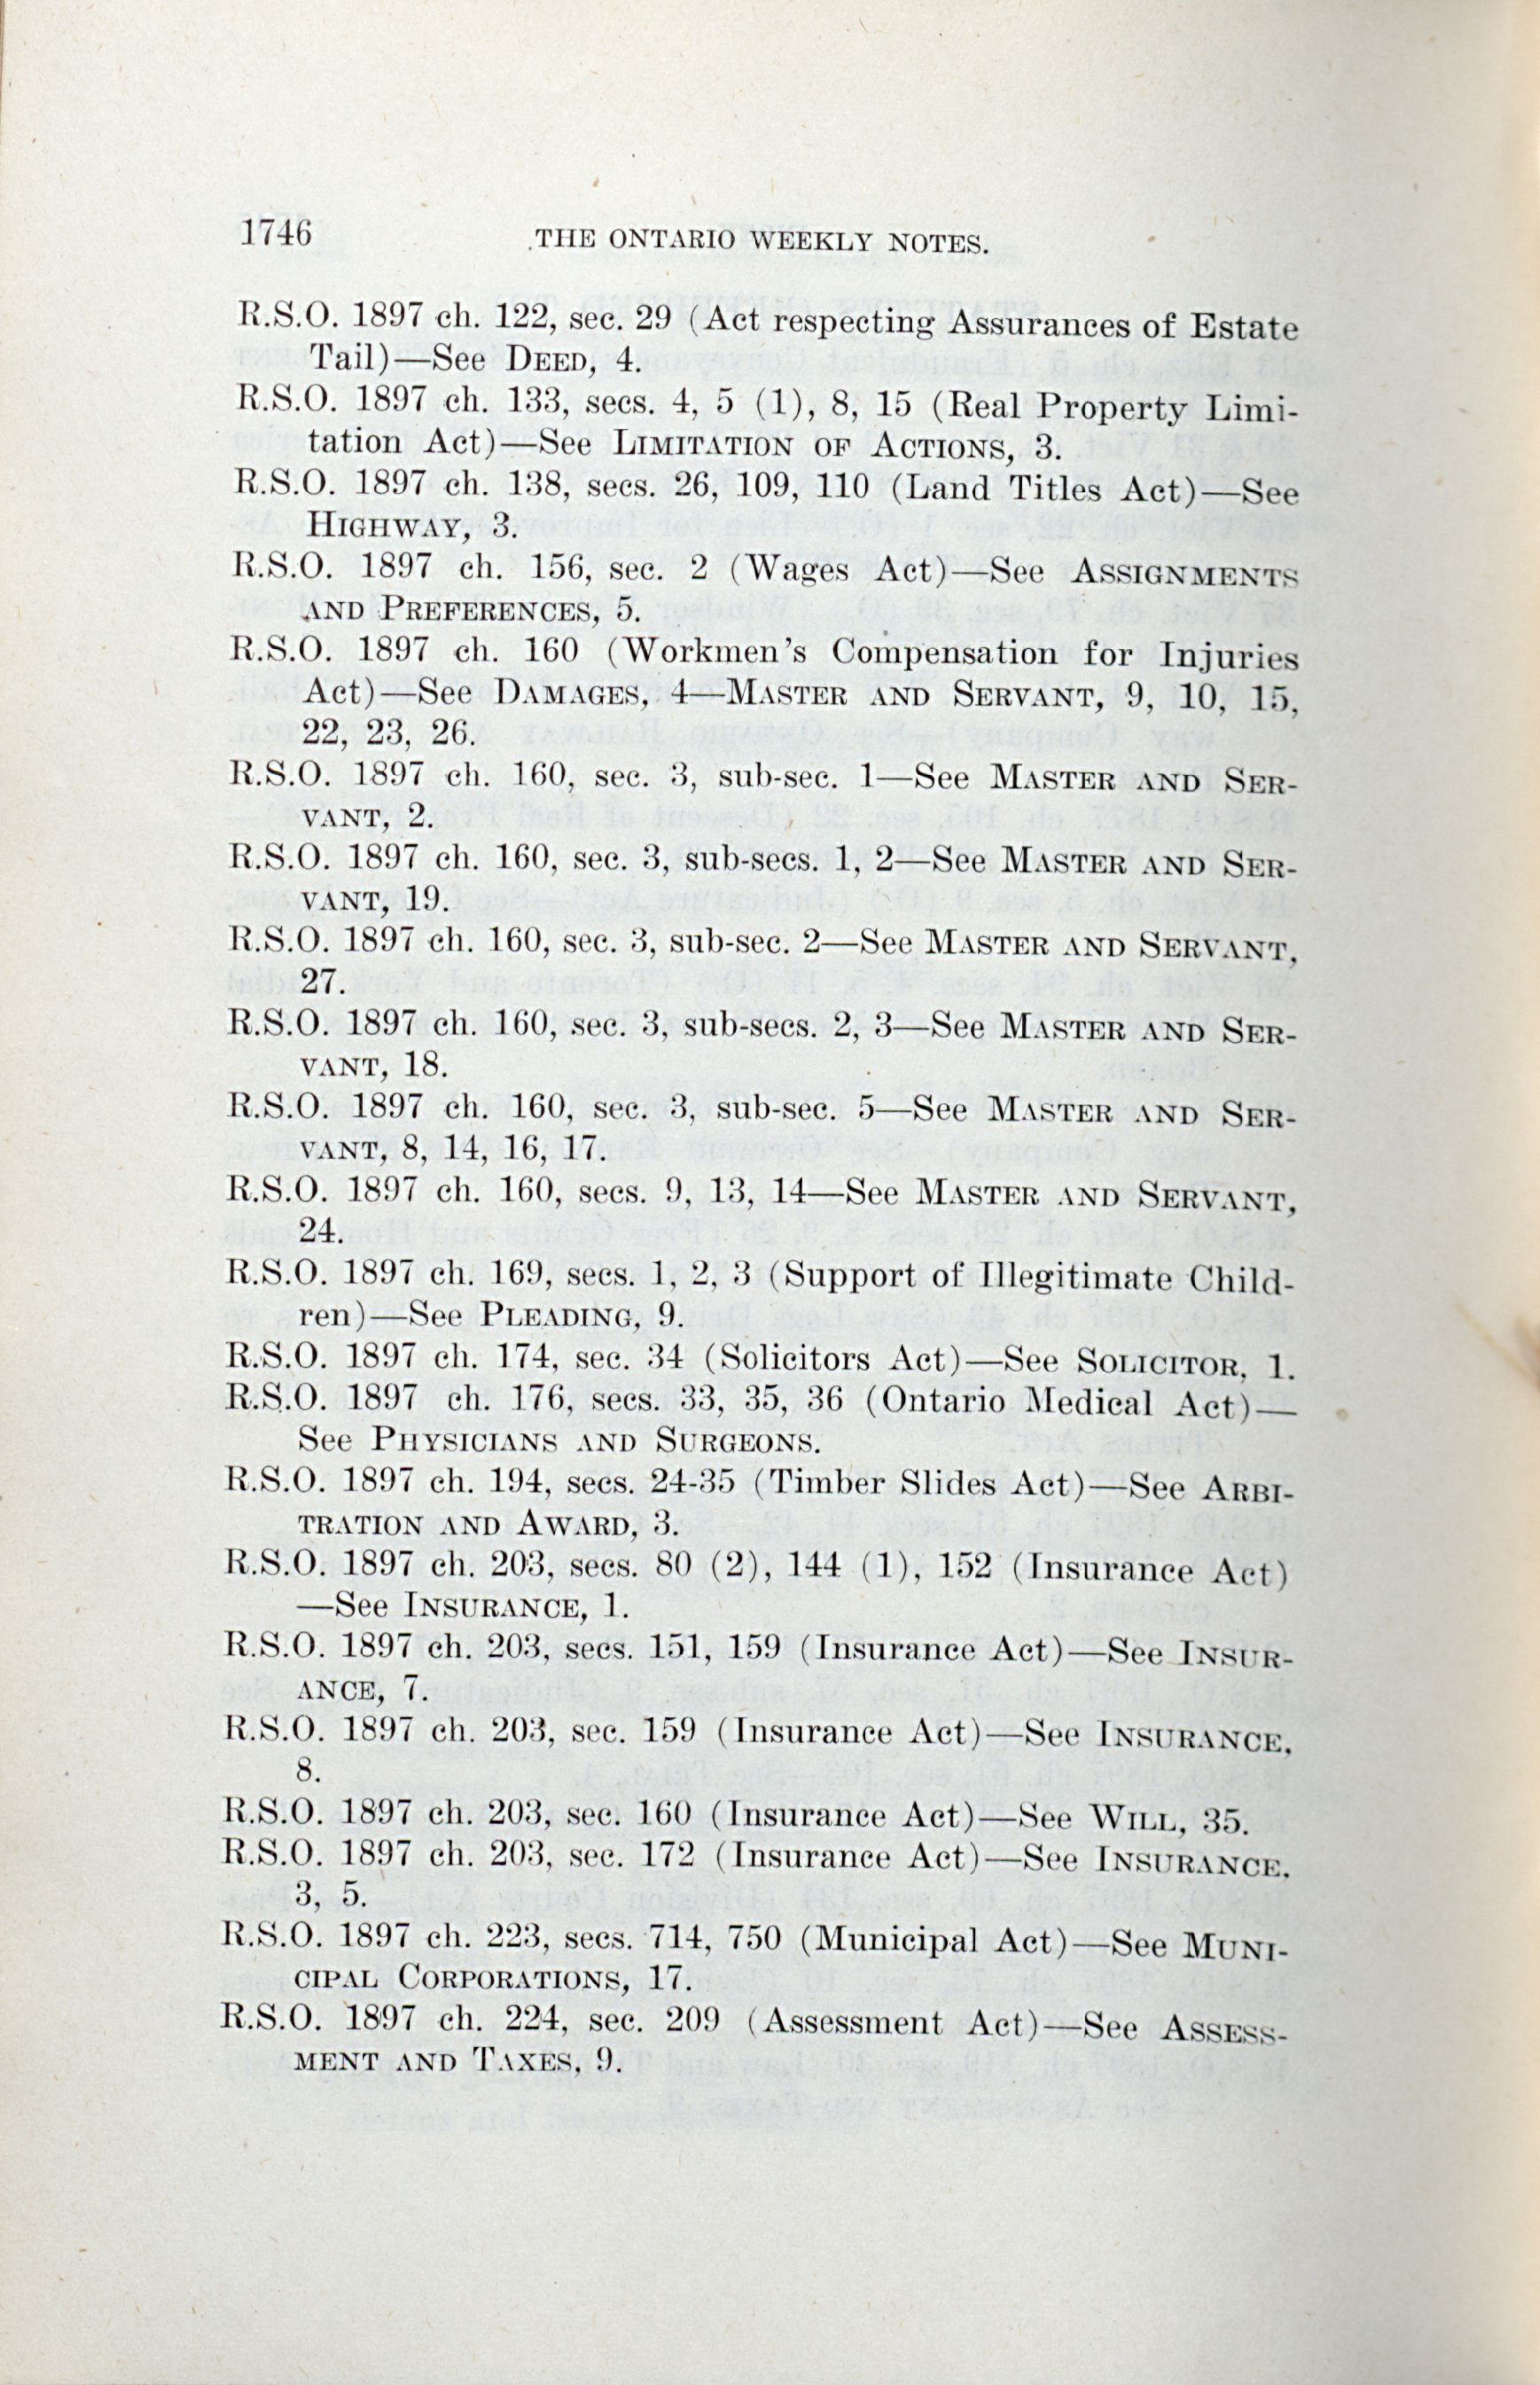 1746 THE ONTARIO WEEKLY NOTES.
R.S.O. 1897 ch. 122, sec. 29 (Act respecting Assurances of Estate
Tail)—See DEED, 4.
R.S.O. 1897 ch. 133, secs. 4, 5 (1), 8, 15 (Real Property Limi-
tation Act)—See LIMITATION OF ACTIONS, 3.
R.S.O. 1897 ch. 138, secs. 26, 109, 110 (Land Titles Act)—See
HIGHWAY, 3.
R.S.O. 1897 ch. 156, sec. 2 (Wages Act)—See ASSIGNMENTS
AND PREFERENCES, 5.
R.S.O. 1897 ch. 160 (Workmen's Compensation for Injuries
Act)—See DAMAGES, 4—MASTER AND SERVANT, 9, 10, 15,
22, 23, 26.
R.S.O. 1897 ch. 160, sec. 3, sub-sec. 1—See MASTER AND SER-
VANT, 2.
R.S.O. 1897 ch. 160, sec. 3, sub-secs. 1, 2—See MASTER AND SER-
VANT, 19.
R.S.O. 1897 ch. 160, sec. 3, sub-sec. 2—See MASTER AND SERVANT,
27.
R.S.O. 1897 ch. 160, sec. 3, sub-secs. 2, 3—See MASTER AND SER-
VANT, 18.
R.S.O. 1897 ch. 160, sec. 3, sub-sec. 5—See MASTER AND SER-
VANT, 8, 14, 16, 17.
R.S.O. 1897 ch. 160, secs. 9, 13, 14—See MASTER AND SERVANT,
24.
R.S.O. 1897 ch. 169, secs. 1, 2, 3 (Support of Illegitimate Child-
ren)—See PLEADING, 9.
R.S.O. 1897 ch. 174, sec. 34 (Solicitors Act)—See SOLICITOR, 1.
R.S.O. 1897 ch. 176, secs. 33, 35, 36 (Ontario Medical Act)—
See PHYSICIANS AND SURGEONS.
R.S.O. 1897 ch. 194, secs. 24-35 (Timber Slides Act)—See ARBI-
TRATION AND AWARD, 3.
R.S.O. 1897 ch. 203, secs. 80 (2), 144 (1), 152 (Insurance Act)
—See INSURANCE, 1.
R.S.O. 1897 ch. 203, secs. 151, 159 (Insurance Act)—See INSUR-
ANCE, 7.
R.S.O. 1897 ch. 203, sec. 159 (Insurance Act)—See INSURANCE,
8.
R.S.O. 1897 ch. 203, sec. 160 (Insurance Act)—See WILL, 35.
R.S.O. 1897 ch. 203, sec. 172 (Insurance Act)—See INSURANCE,
3, 5.
R.S.O. 1897 ch. 223, secs. 714, 750 (Municipal Act)—See MUNI-
CIPAL CORPORATIONS, 17.
R.S.O. 1897 ch. 224, sec. 209 (Assessment Act)—See ASSESS-
MENT AND TAXES, 9.